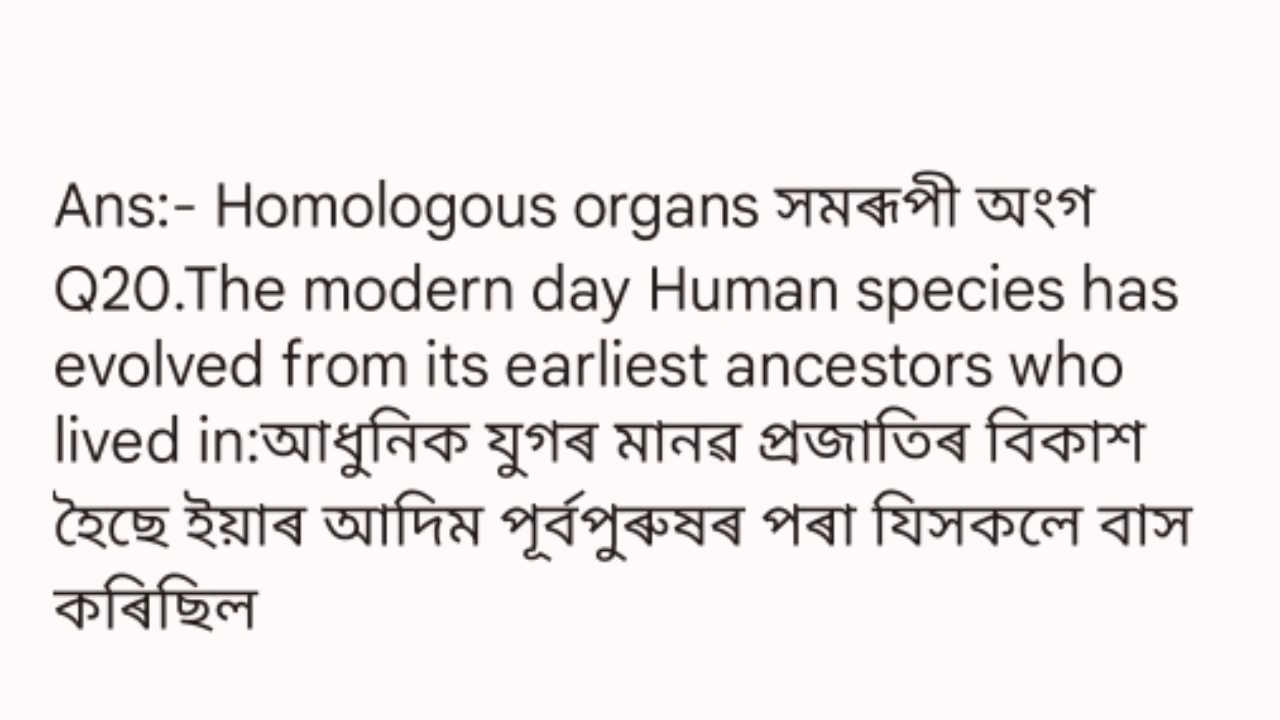 Ans:- Homologous organs সমৰূপী অংগ
Q20.The modern day Human species has
evolved from its earliest ancestors who
lived in:আধুনিক যুগৰ মানৱ প্ৰজাতিৰ বিকাশ
হৈছে ইয়াৰ আদিম পূৰ্বপুৰুষৰ পৰা যিসকলে বাস
কৰিছিল